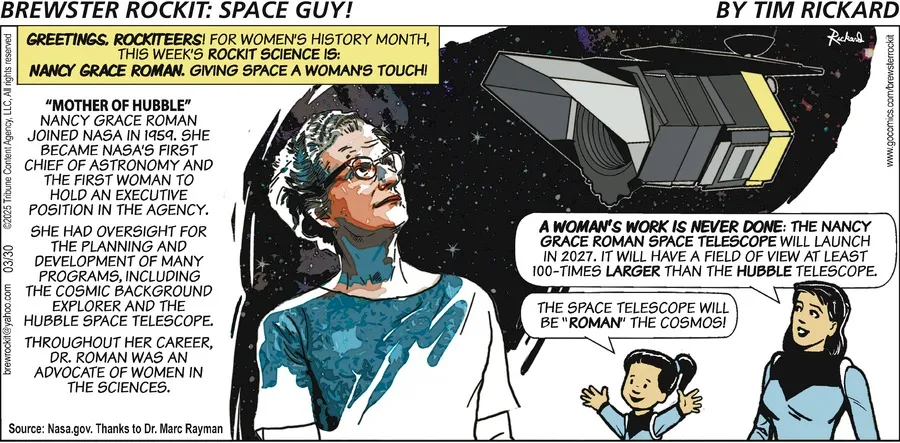 BREWSTER ROCKIT: SPACE GUY!
BY TIM RICKARD
GREETINGS, ROCKITEERS! FOR WOMEN'S HISTORY MONTH,
THIS WEEK'S ROCKIT SCIENCE IS:
NANCY GRACE ROMAN. GIVING SPACE A WOMAN'S TOUCH!
Rickard
"MOTHER OF HUBBLE"
NANCY GRACE ROMAN
JOINED NASA IN 1959. SHE
BECAME NASA'S FIRST
CHIEF OF ASTRONOMY AND
THE FIRST WOMAN TO
HOLD AN EXECUTIVE
POSITION IN THE AGENCY.
SHE HAD OVERSIGHT FOR
THE PLANNING AND
DEVELOPMENT OF MANY
PROGRAMS, INCLUDING
THE COSMIC BACKGROUND
EXPLORER AND THE
HUBBLE SPACE TELESCOPE.
THROUGHOUT HER CAREER,
DR. ROMAN WAS AN
ADVOCATE OF WOMEN IN
THE SCIENCES.
Source: Nasa.gov. Thanks to Dr. Marc Rayman
A WOMAN'S WORK IS NEVER DONE: THE NANCY
GRACE ROMAN SPACE TELESCOPE WILL LAUNCH
IN 2027. IT WILL HAVE A FIELD OF VIEW AT LEAST
100-TIMES LARGER THAN THE HUBBLE TELESCOPE.
THE SPACE TELESCOPE WILL
BE "ROMAN" THE COSMOS!
brewrockit@yahoo.com 03/30 ©2025 Tribune Content Agency, LLC, All rights reserved
www.gocomics.com/brewsterrockit